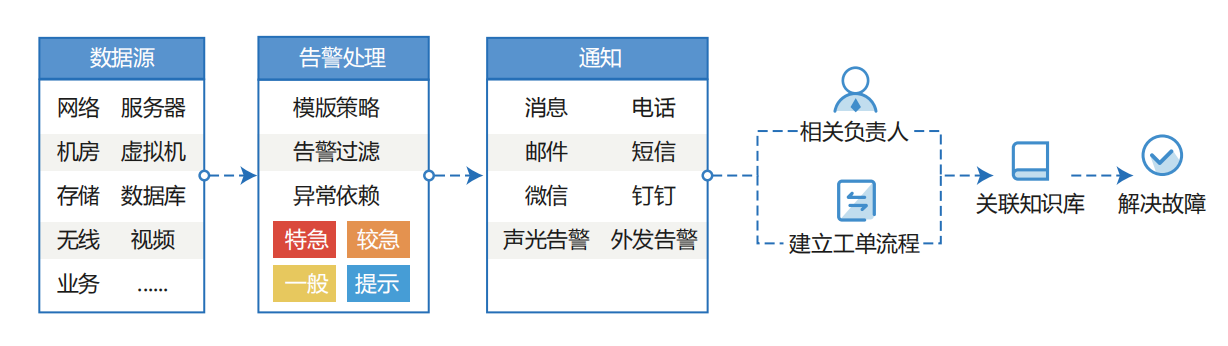 数据源
网络 服务器
机房 虚拟机
存储 数据库
无线 视频
业务 ......
告警处理
模版策略
告警过滤
异常依赖
特急 较急
一般 提示
通知
消息 电话
邮件 短信
微信 钉钉
声光告警 外发告警
相关负责人
建立工单流程
关联知识库
解决故障